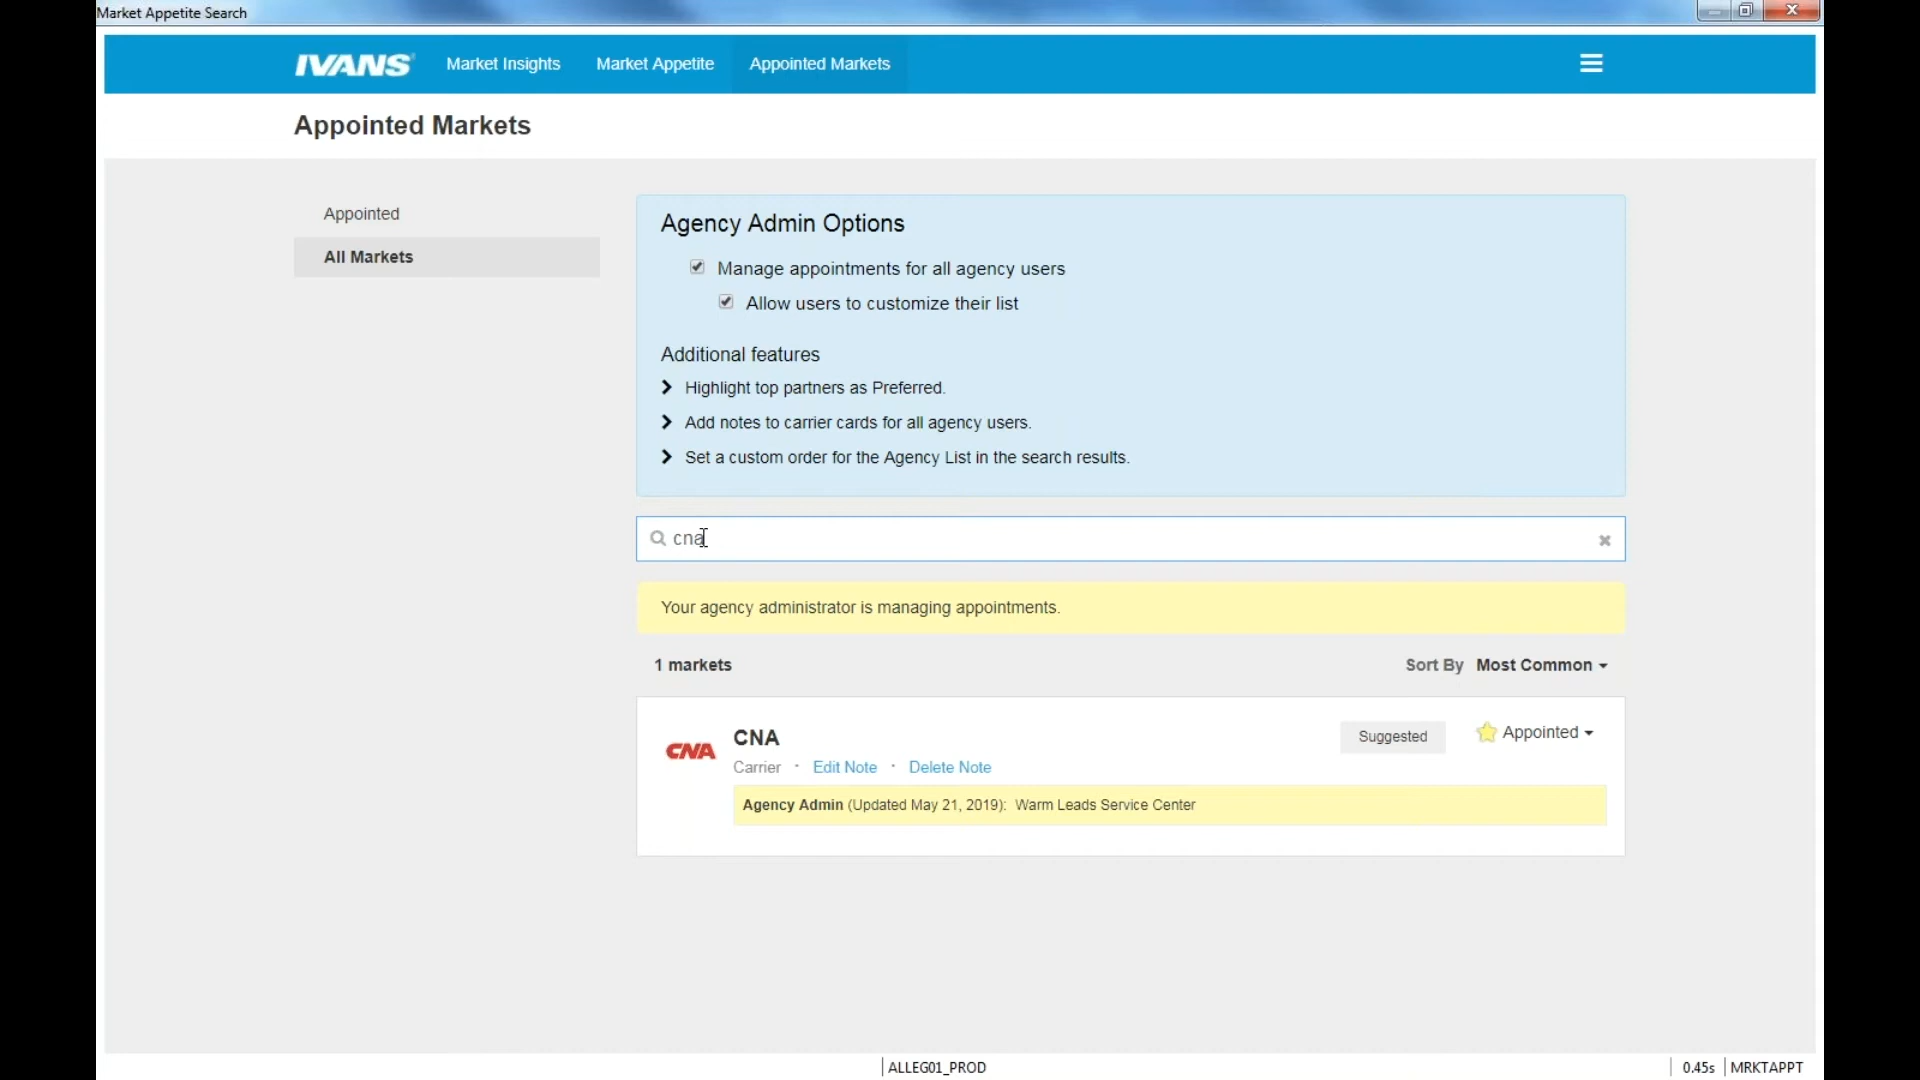 Market Appetite Search
IVANS Market Insights Market Appetite Appointed Markets
Appointed Markets
Appointed
All Markets
Agency Admin Options
Manage appointments for all agency users
Allow users to customize their list
Additional features
Highlight top partners as Preferred.
Add notes to carrier cards for all agency users.
Set a custom order for the Agency List in the search results.
cna
Your agency administrator is managing appointments.
1 markets Sort By Most Common
CNA CNA Suggested Appointed
Carrier · Edit Note · Delete Note
Agency Admin (Updated May 21, 2019): Warm Leads Service Center
ALLEG01_PROD 0.45s MRKTAPPT